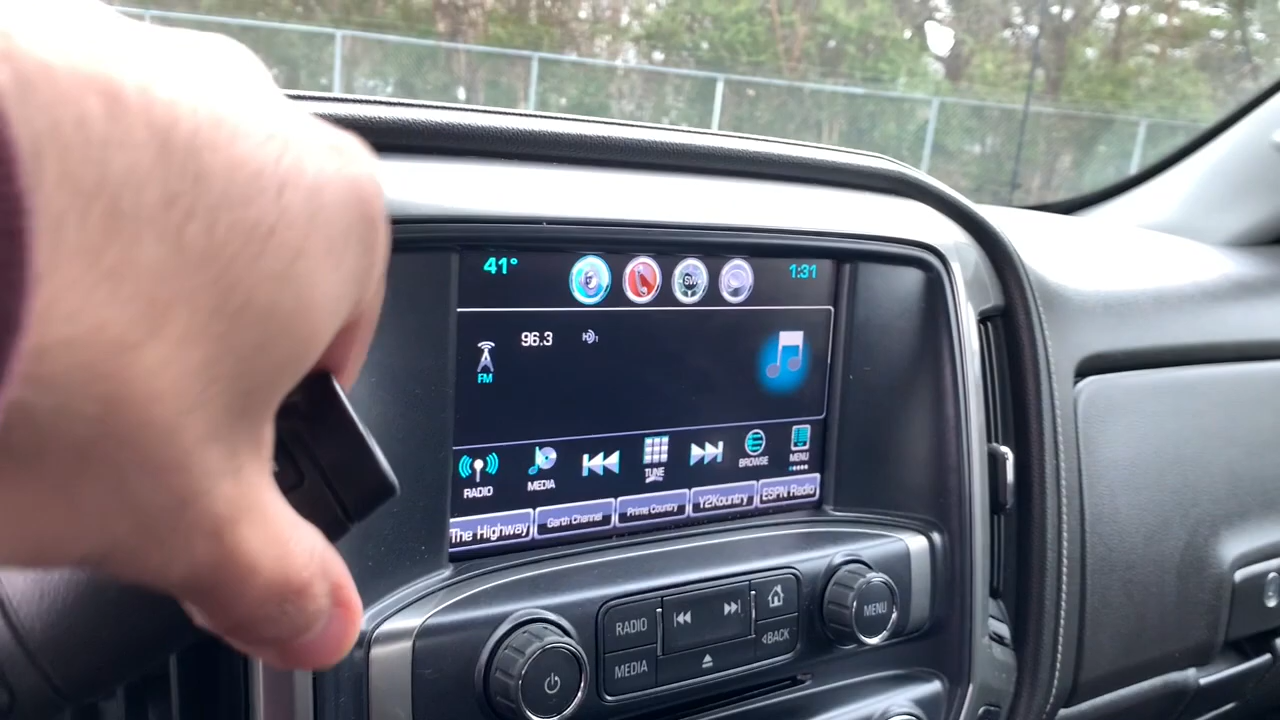 41° SW 1:31
96.3 HD1
FM
RADIO MEDIA TUNE BROWSE MENU
The Highway Garth Channel Prime Country Y2Kountry ESPN Radio
RADIO
MEDIA
BACK
MENU